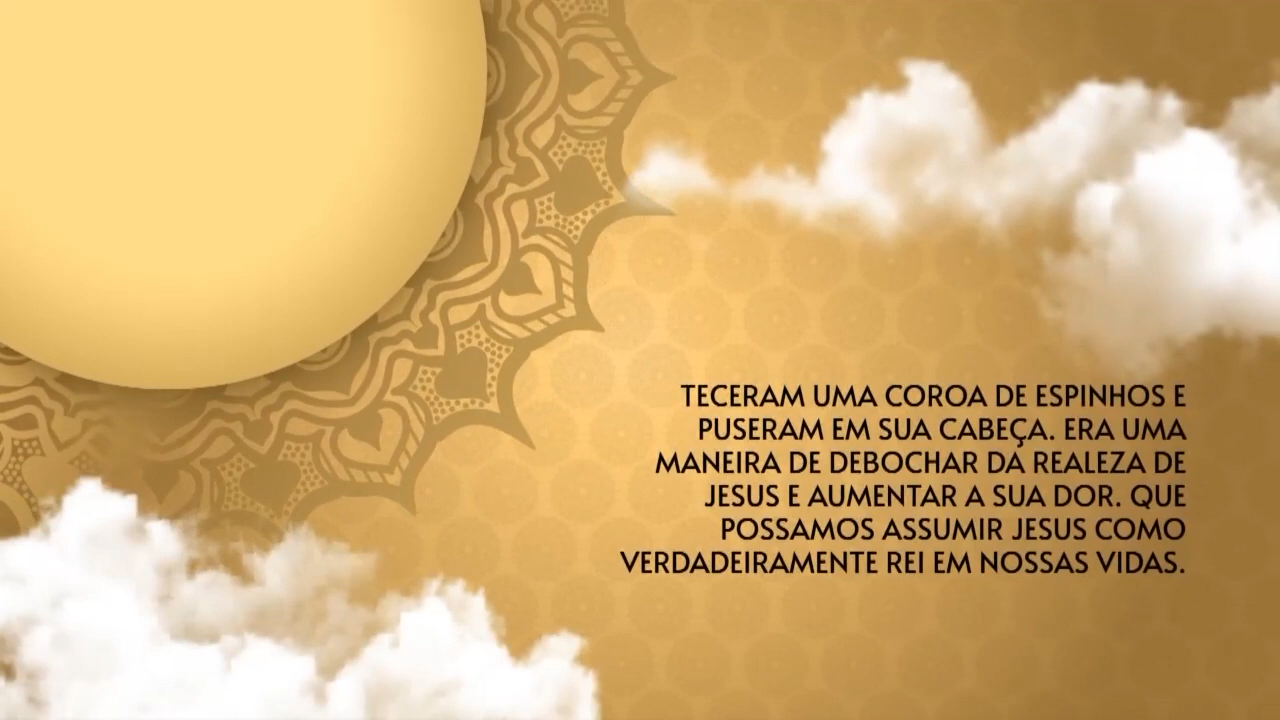 TECERAM UMA COROA DE ESPINHOS E
PUSERAM EM SUA CABEÇA. ERA UMA
MANEIRA DE DEBOCHAR DA REALEZA DE
JESUS E AUMENTAR A SUA DOR. QUE
POSSAMOS ASSUMIR JESUS COMO
VERDADEIRAMENTE REI EM NOSSAS VIDAS.